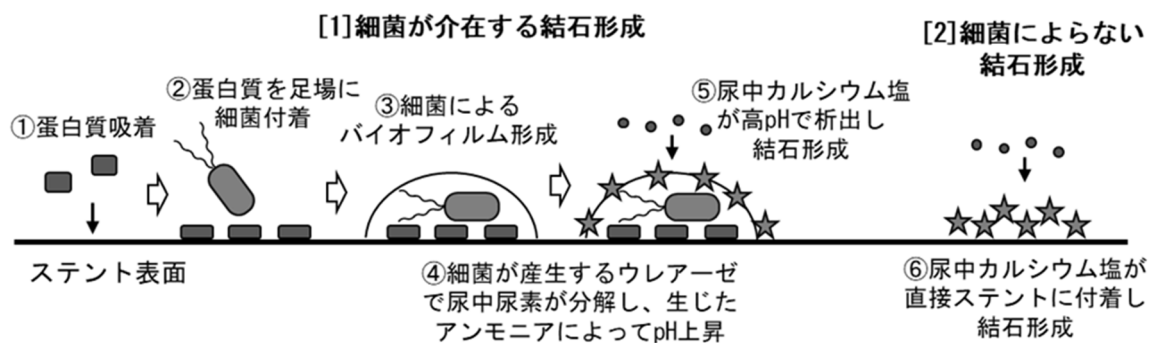 [1]細菌が介在する結石形成
[2]細菌によらない
結石形成
①蛋白質吸着
②蛋白質を足場に
細菌付着
③細菌による
バイオフィルム形成
⑤尿中カルシウム塩
が高pHで析出し
結石形成
ステント表面
④細菌が産生するウレアーゼ
で尿中尿素が分解し、生じた
アンモニアによってpH上昇
⑥尿中カルシウム塩が
直接ステントに付着し
結石形成